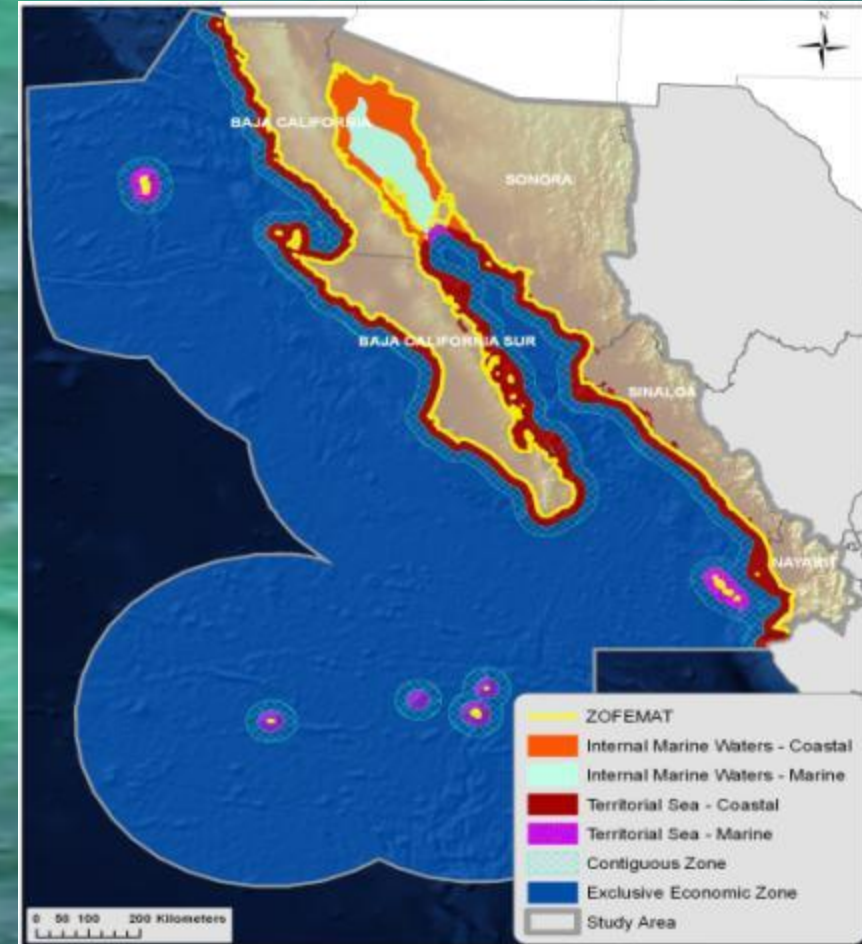 N
BAJA CALIFORNIA
SONORA
BAJA CALIFORNIA SUR
SINALOA
NAYARIT
ZOFEMAT
Internal Marine Waters - Coastal
Internal Marine Waters - Marine
Territorial Sea - Coastal
Territorial Sea - Marine
Contiguous Zone
Exclusive Economic Zone
Study Area
0 50 100 200 Kilometers